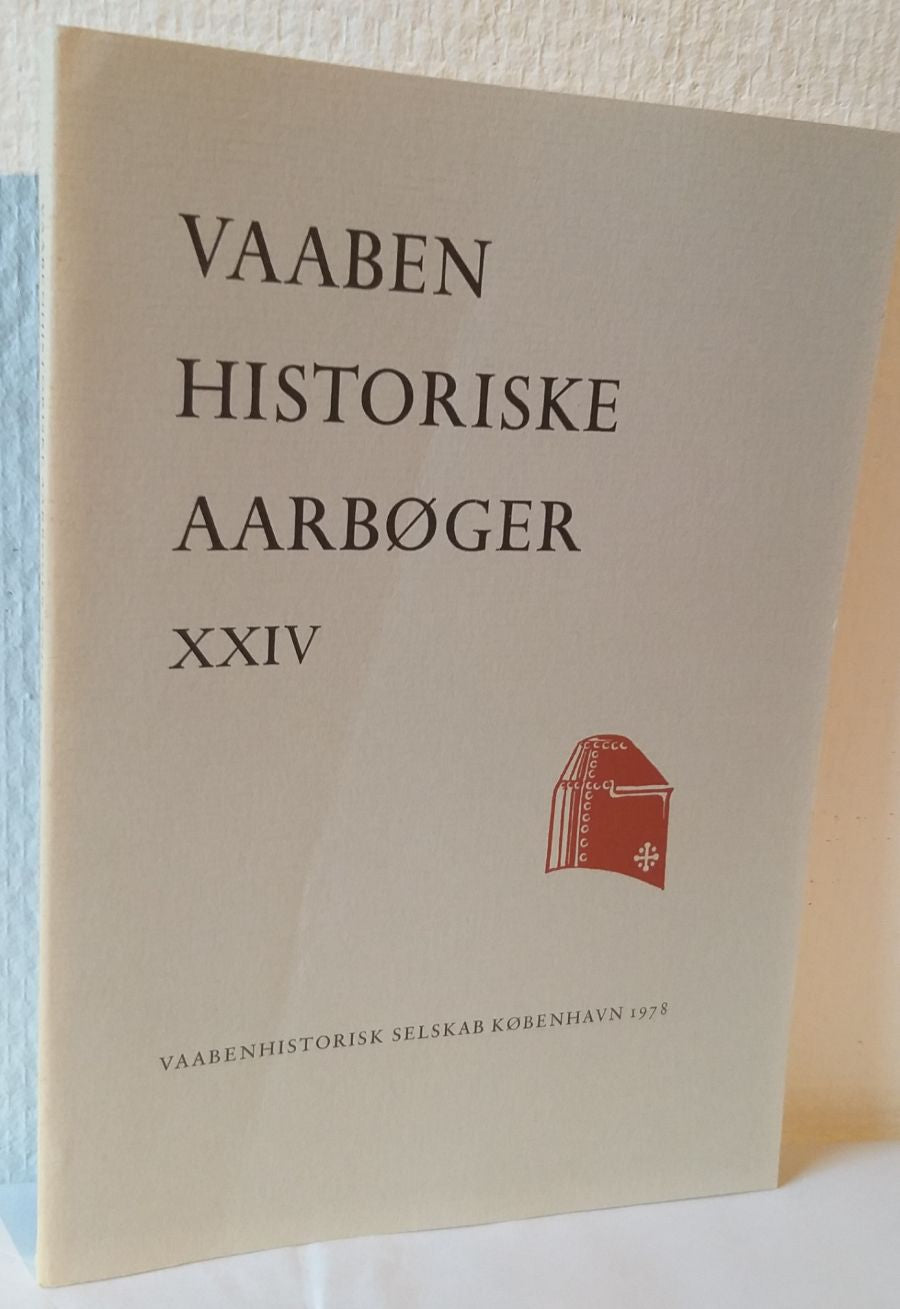 VAABEN
HISTORISKE
AARBØGER
XXIV
VAABENHISTORISK SELSKAB KØBENHAVN 1978